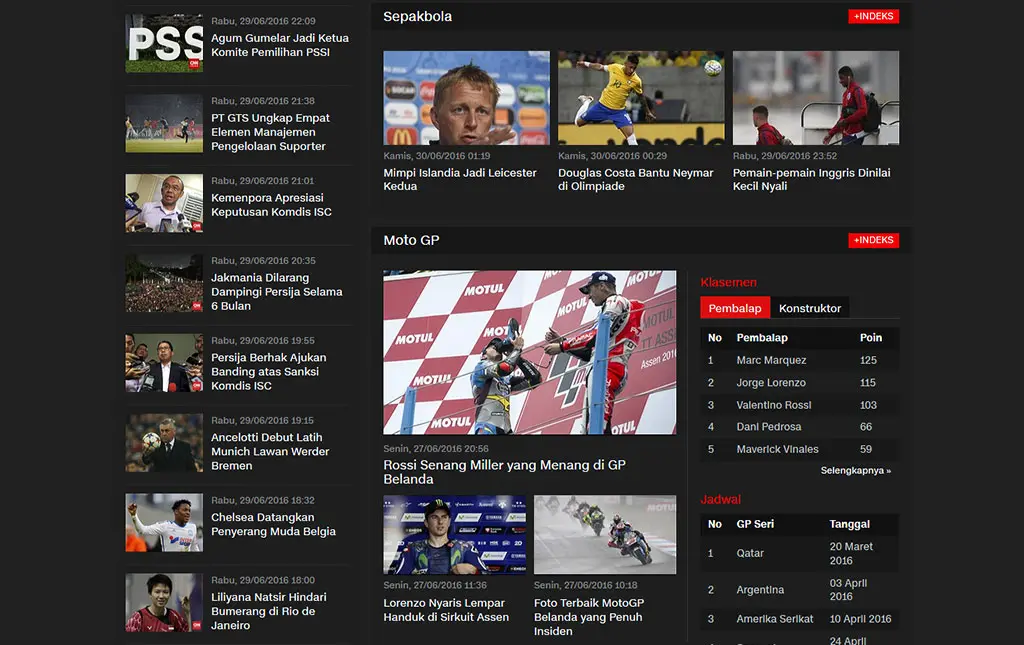 PSS
Rabu, 29/06/2016 22:09
Agum Gumelar Jadi Ketua
Komite Pemilihan PSSI
Rabu, 29/06/2016 21:38
PT GTS Ungkap Empat
Elemen Manajemen
Pengelolaan Suporter
Rabu, 29/06/2016 21:01
Kemenpora Apresiasi
Keputusan Komdis ISC
Rabu, 29/06/2016 20:35
Jakmania Dilarang
Dampingi Persija Selama
6 Bulan
Rabu, 29/06/2016 19:55
Persija Berhak Ajukan
Banding atas Sanksi
Komdis ISC
Rabu, 29/06/2016 19:15
Ancelotti Debut Latih
Munich Lawan Werder
Bremen
Rabu, 29/06/2016 18:32
Chelsea Datangkan
Penyerang Muda Belgia
Rabu, 29/06/2016 18:00
Liliyana Natsir Hindari
Bumerang di Rio de
Janeiro
Sepakbola
+INDEKS
Kamis, 30/06/2016 01:19
Mimpi Islandia Jadi Leicester
Kedua
Kamis, 30/06/2016 00:29
Douglas Costa Bantu Neymar
di Olimpiade
Rabu, 29/06/2016 23:52
Pemain-pemain Inggris Dinilai
Kecil Nyali
Moto GP
+INDEKS
MOTUL
MOTUL
MOTUL
MOTUL
MOTUL
TT ASSEN
Assen 2016
Senin, 27/06/2016 20:56
Rossi Senang Miller yang Menang di GP
Belanda
Senin, 27/06/2016 11:36
Lorenzo Nyaris Lempar
Handuk di Sirkuit Assen
Senin, 27/06/2016 10:18
Foto Terbaik MotoGP
Belanda yang Penuh
Insiden
Klasemen
Pembalap Konstruktor
No Pembalap Poin
1 Marc Marquez 125
2 Jorge Lorenzo 115
3 Valentino Rossi 103
4 Dani Pedrosa 66
5 Maverick Vinales 59
Selengkapnya »
Jadwal
No GP Seri Tanggal
1 Qatar 20 Maret
2016
2 Argentina 03 April
2016
3 Amerika Serikat 10 April 2016
24 April